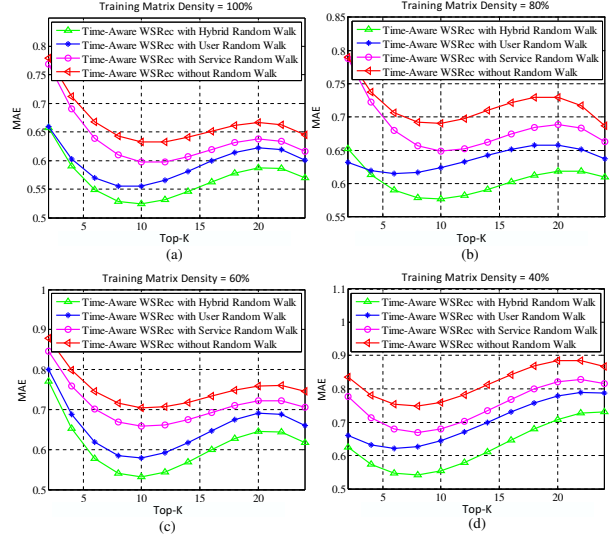 Training Matrix Density = 100%
0.8
0.75
0.7
0.65
0.6
0.55
0.5
MAE
Time-Aware WSRec with Hybrid Random Walk
Time-Aware WSRec with User Random Walk
Time-Aware WSRec with Service Random Walk
Time-Aware WSRec without Random Walk
5 10 15 20
Top-K
(a)
Training Matrix Density = 80%
0.85
0.8
0.75
0.7
0.65
0.6
0.55
MAE
Time-Aware WSRec with Hybrid Random Walk
Time-Aware WSRec with User Random Walk
Time-Aware WSRec with Service Random Walk
Time-Aware WSRec without Random Walk
5 10 15 20
Top-K
(b)
Training Matrix Density = 60%
1
0.9
0.8
0.7
0.6
0.5
MAE
Time-Aware WSRec with Hybrid Random Walk
Time-Aware WSRec with User Random Walk
Time-Aware WSRec with Service Random Walk
Time-Aware WSRec without Random Walk
5 10 15 20
Top-K
(c)
Training Matrix Density = 40%
1.1
1
0.9
0.8
0.7
0.6
0.5
MAE
Time-Aware WSRec with Hybrid Random Walk
Time-Aware WSRec with User Random Walk
Time-Aware WSRec with Service Random Walk
Time-Aware WSRec without Random Walk
5 10 15 20
Top-K
(d)